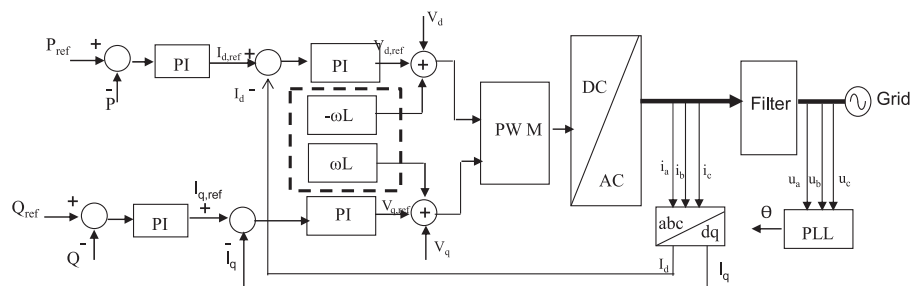 V_d
P_ref
+
-
P
PI
I_d,ref
+
I_d
-
PI
V_d,ref
+
-ωL
ωL
PW M
DC
AC
Filter
Grid
i_a
i_b
i_c
u_a
u_b
u_c
abc
dq
θ
PLL
Q_ref
+
-
Q
PI
I_q,ref
+
-
I_q
PI
V_q,ref
+
V_q
I_d
I_q